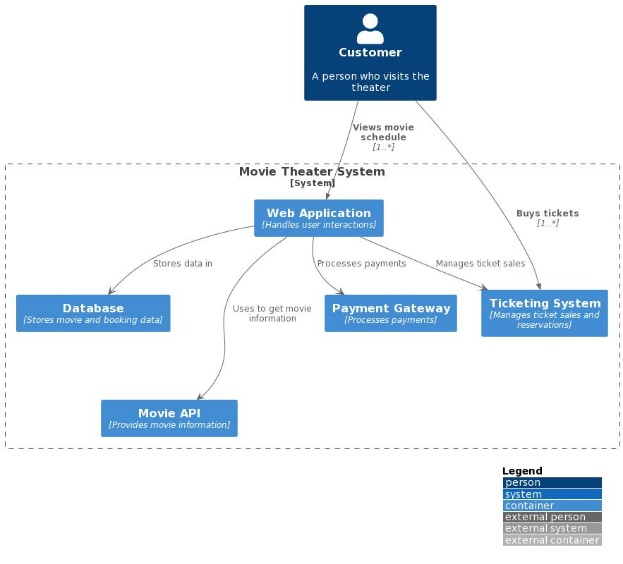 Customer
A person who visits the
theater
Views movie
schedule
[1..*]
Movie Theater System
[System]
Web Application
[Handles user interactions]
Buys tickets
[1..*]
Stores data in
Processes payments
Manages ticket sales
Database
[Stores movie and booking data]
Uses to get movie
information
Payment Gateway
[Processes payments]
Ticketing System
[Manages ticket sales and
reservations]
Movie API
[Provides movie information]
Legend
person
system
container
external person
external system
external container